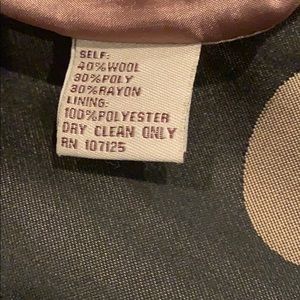 SELF:
40%WOOL
30%POLY
30%RAYON
LINING:
100%POLYESTER
DRY CLEAN ONLY
RN 107125